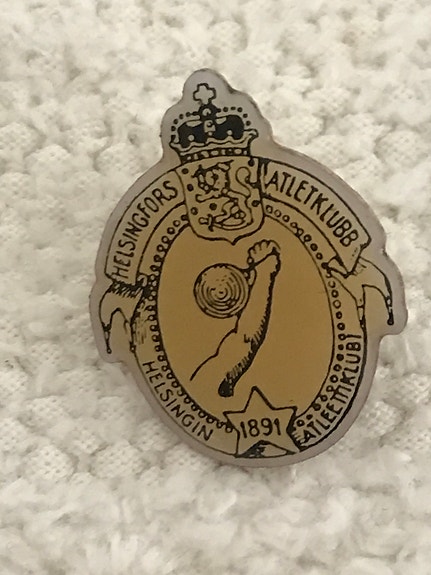 HELSINGFORS ATLETKLUBB
HELSINGIN ATLEETTIKLUBI
1891